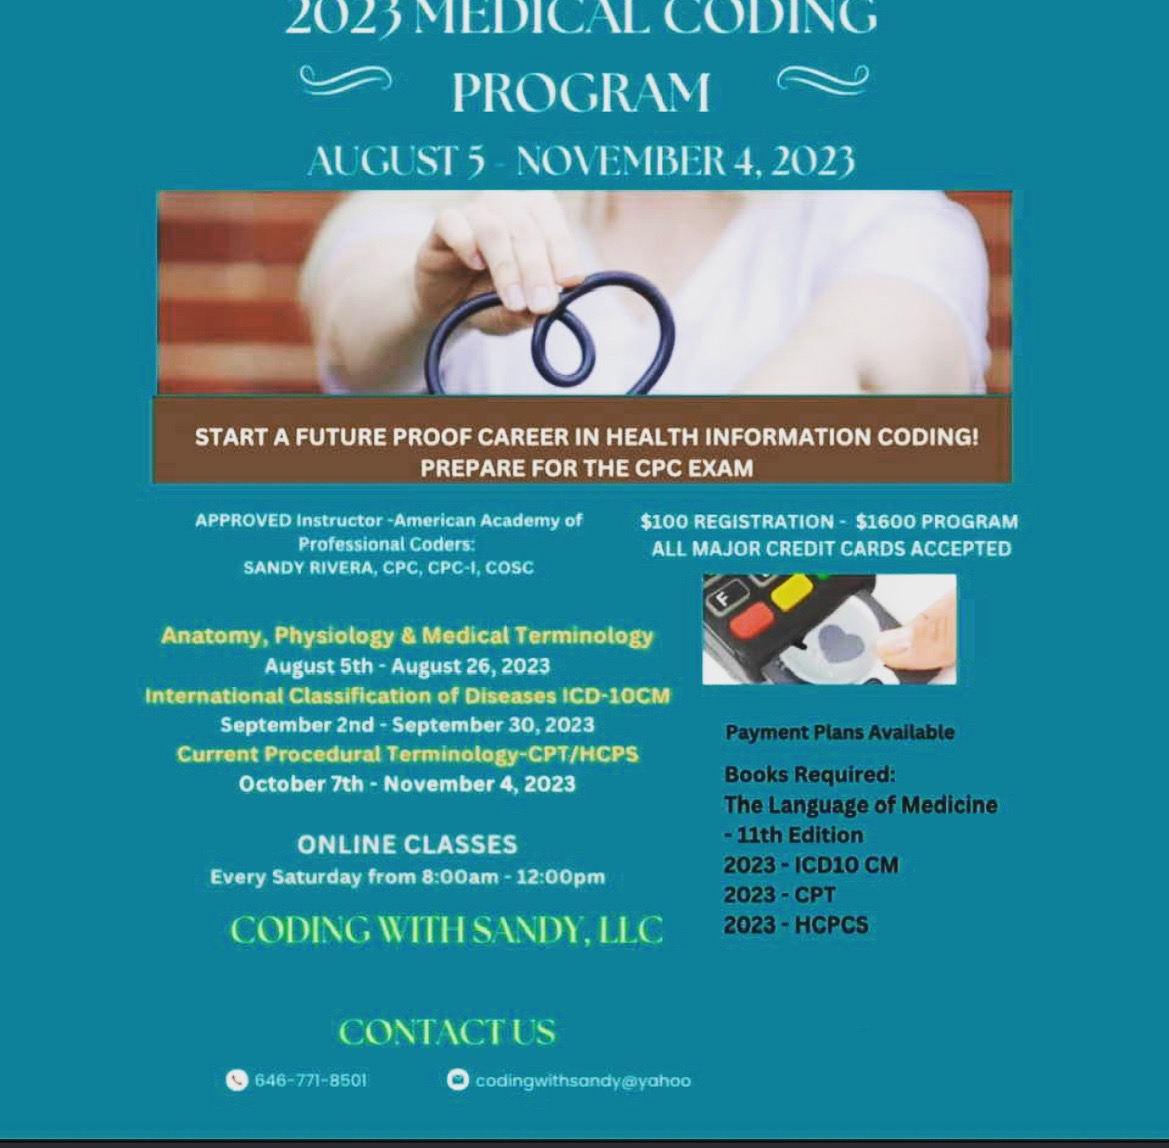 2023 MEDICAL CODING
PROGRAM
AUGUST 5 - NOVEMBER 4, 2023
START A FUTURE PROOF CAREER IN HEALTH INFORMATION CODING!
PREPARE FOR THE CPC EXAM
APPROVED Instructor -American Academy of
Professional Coders:
SANDY RIVERA, CPC, CPC-I, COSC
$100 REGISTRATION - $1600 PROGRAM
ALL MAJOR CREDIT CARDS ACCEPTED
F
Anatomy, Physiology & Medical Terminology
August 5th - August 26, 2023
International Classification of Diseases ICD-10CM
September 2nd - September 30, 2023
Current Procedural Terminology-CPT/HCPS
October 7th - November 4, 2023
ONLINE CLASSES
Every Saturday from 8:00am - 12:00pm
CODING WITH SANDY, LLC
Payment Plans Available
Books Required:
The Language of Medicine
- 11th Edition
2023 - ICD10 CM
2023 - CPT
2023 - HCPCS
CONTACT US
646-771-8501
codingwithsandy@yahoo